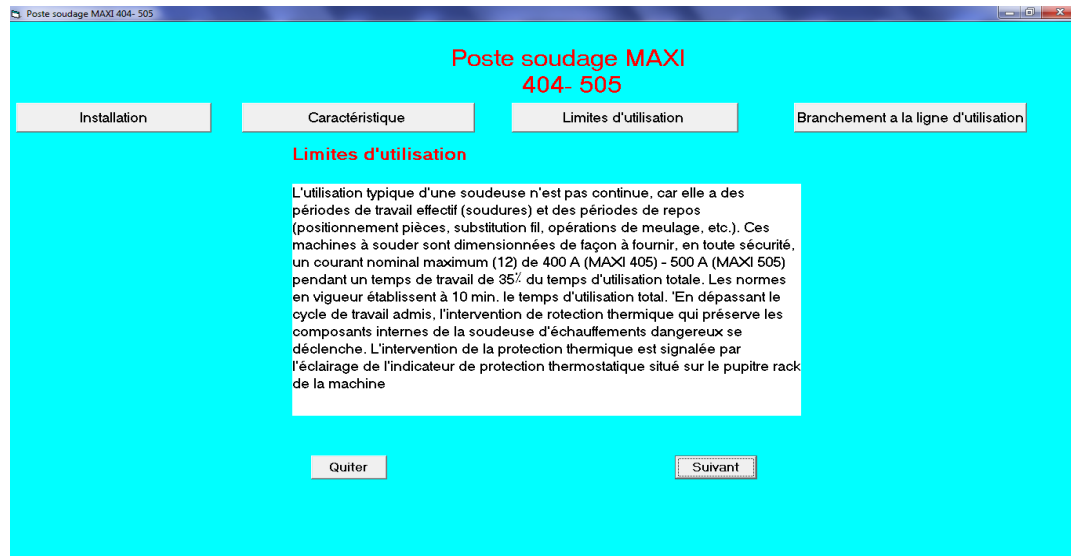 Poste soudage MAXI 404- 505
Poste soudage MAXI
404- 505
Installation
Caractéristique
Limites d'utilisation
Branchement a la ligne d'utilisation
Limites d'utilisation
L'utilisation typique d'une soudeuse n'est pas continue, car elle a des
périodes de travail effectif (soudures) et des périodes de repos
(positionnement pièces, substitution fil, opérations de meulage, etc.). Ces
machines à souder sont dimensionnées de façon à fournir, en toute sécurité,
un courant nominal maximum (12) de 400 A (MAXI 405) - 500 A (MAXI 505)
pendant un temps de travail de 35% du temps d'utilisation totale. Les normes
en vigueur établissent à 10 min. le temps d'utilisation total. 'En dépassant le
cycle de travail admis, l'intervention de rotection thermique qui préserve les
composants internes de la soudeuse d'échauffements dangereux se
déclenche. L'intervention de la protection thermique est signalée par
l'éclairage de l'indicateur de protection thermostatique situé sur le pupitre rack
de la machine
Quiter
Suivant